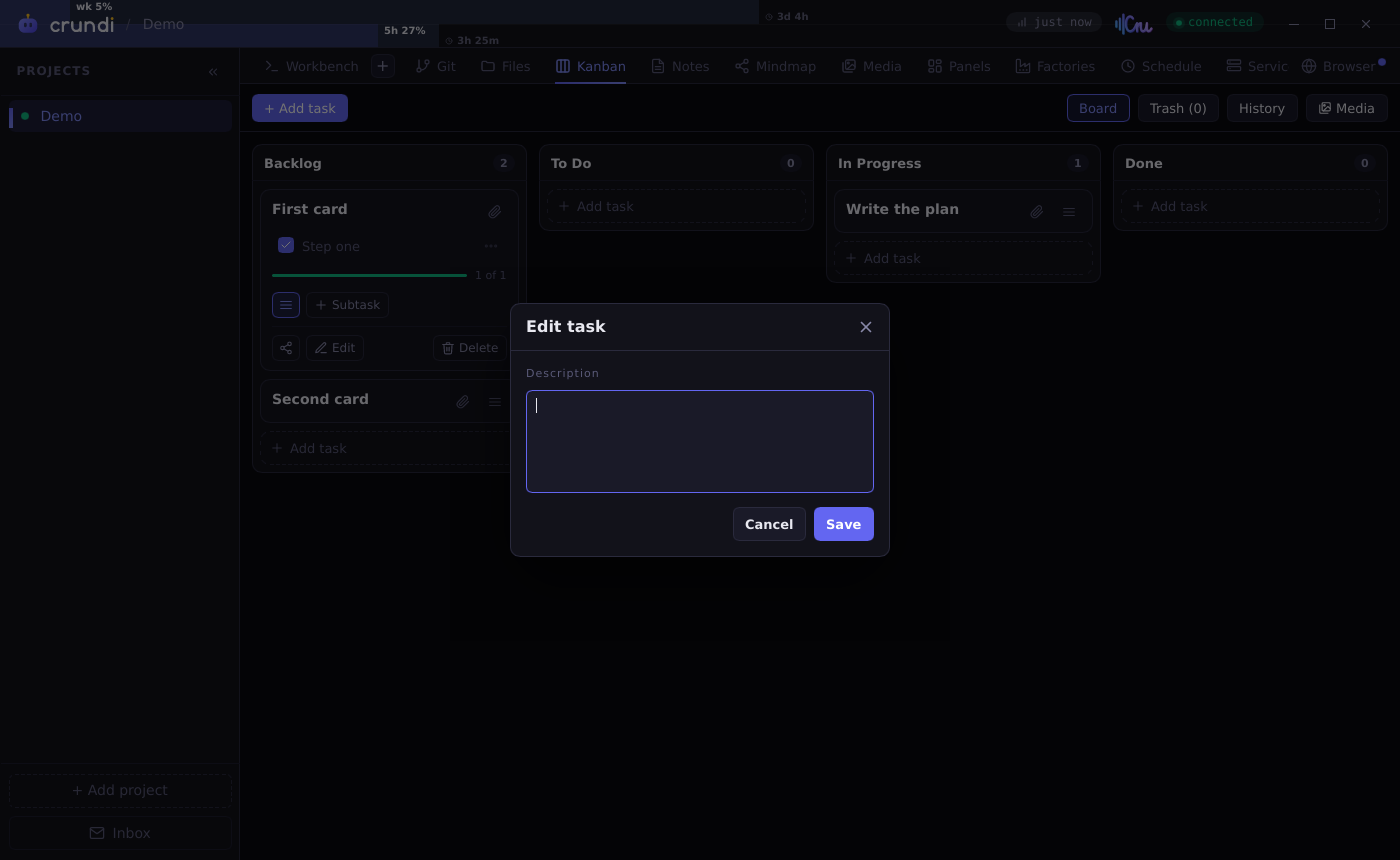 wk 5%
3d 4h
crundi / Demo
5h 27%
3h 25m
just now
Cru
connected
PROJECTS
Workbench
Git
Files
Kanban
Notes
Mindmap
Media
Panels
Factories
Schedule
Servic
Browser
Demo
+ Add task
Board
Trash (0)
History
Media
Backlog 2
To Do 0
In Progress 1
Done 0
First card
+ Add task
Write the plan
+ Add task
Step one
+ Add task
1 of 1
+ Subtask
Edit
Delete
Second card
+ Add task
Edit task
Description
Cancel
Save
+ Add project
Inbox